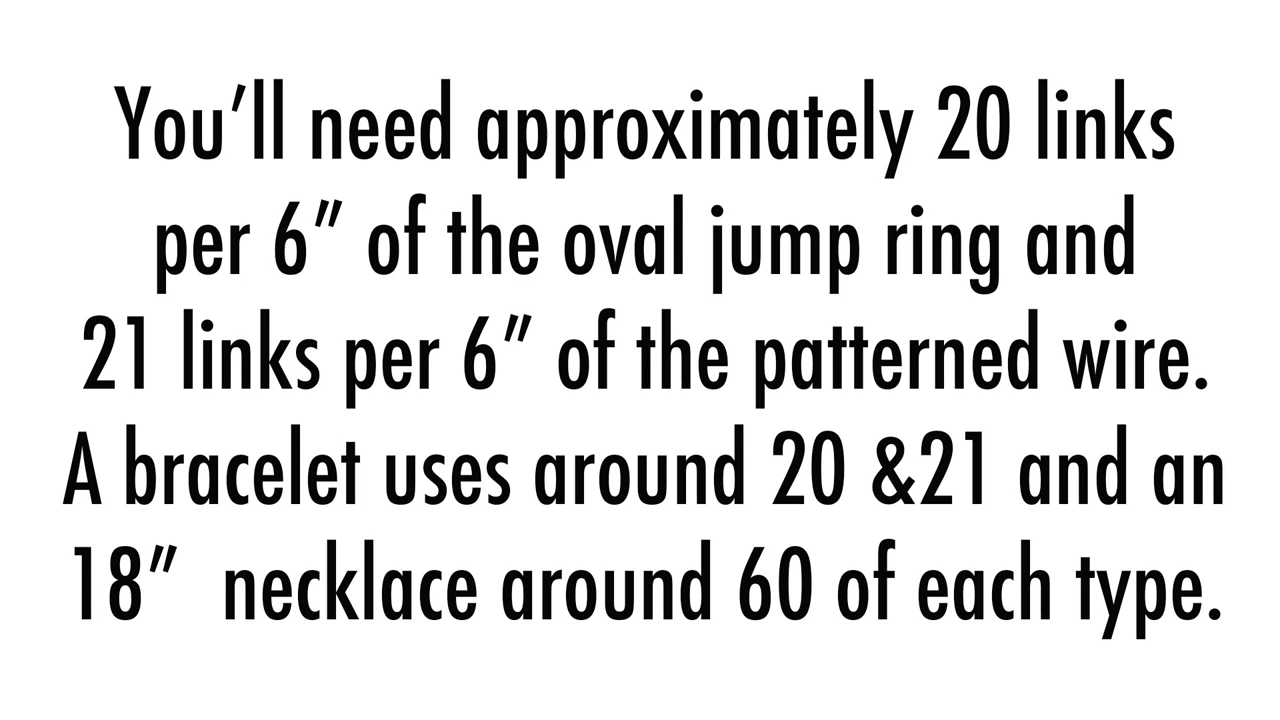 You’ll need approximately 20 links
per 6” of the oval jump ring and
21 links per 6” of the patterned wire.
A bracelet uses around 20 &21 and an
18”  necklace around 60 of each type.